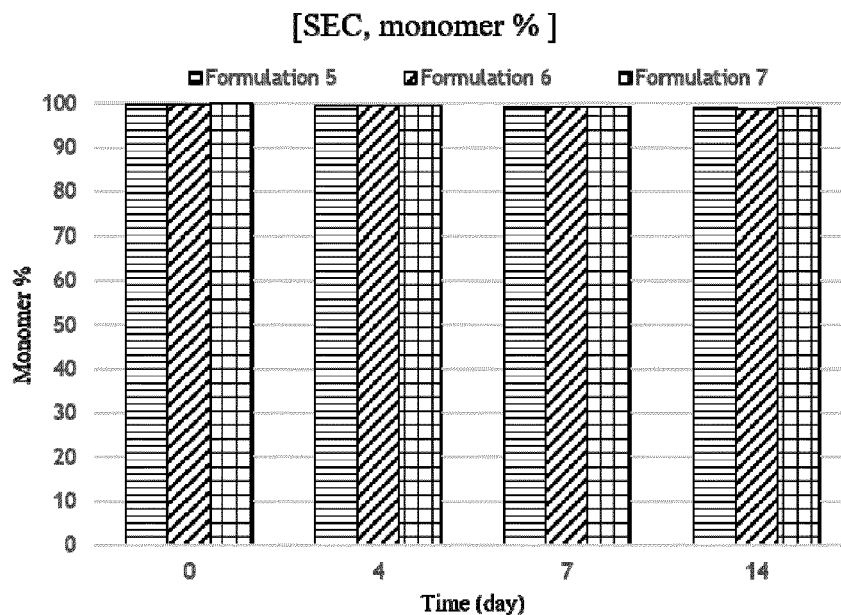 [SEC, monomer % ]
Formulation 5 Formulation 6 Formulation 7
100
90
80
70
60
50
40
30
20
10
0
Monomer %
0 4 7 14
Time (day)